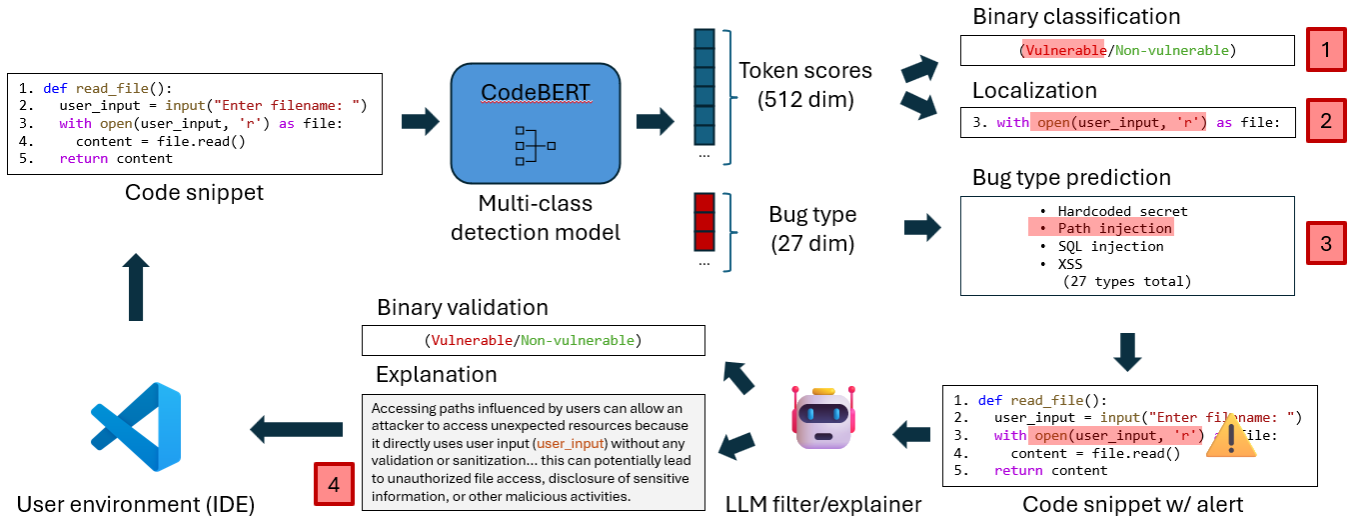 1. def read_file():
2. user_input = input("Enter filename: ")
3. with open(user_input, 'r') as file:
4. content = file.read()
5. return content
Code snippet
CodeBERT
Multi-class
detection model
...
Token scores
(512 dim)
...
Bug type
(27 dim)
Binary classification
(Vulnerable/Non-vulnerable)
1
Localization
3. with open(user_input, 'r') as file:
2
Bug type prediction
• Hardcoded secret
• Path injection
• SQL injection
• XSS
(27 types total)
3
1. def read_file():
2. user_input = input("Enter filename: ")
3. with open(user_input, 'r') as file:
4. content = file.read()
5. return content
Code snippet w/ alert
LLM filter/explainer
Binary validation
(Vulnerable/Non-vulnerable)
Explanation
Accessing paths influenced by users can allow an
attacker to access unexpected resources because
it directly uses user input (user_input) without any
validation or sanitization... this can potentially lead
to unauthorized file access, disclosure of sensitive
information, or other malicious activities.
4
User environment (IDE)